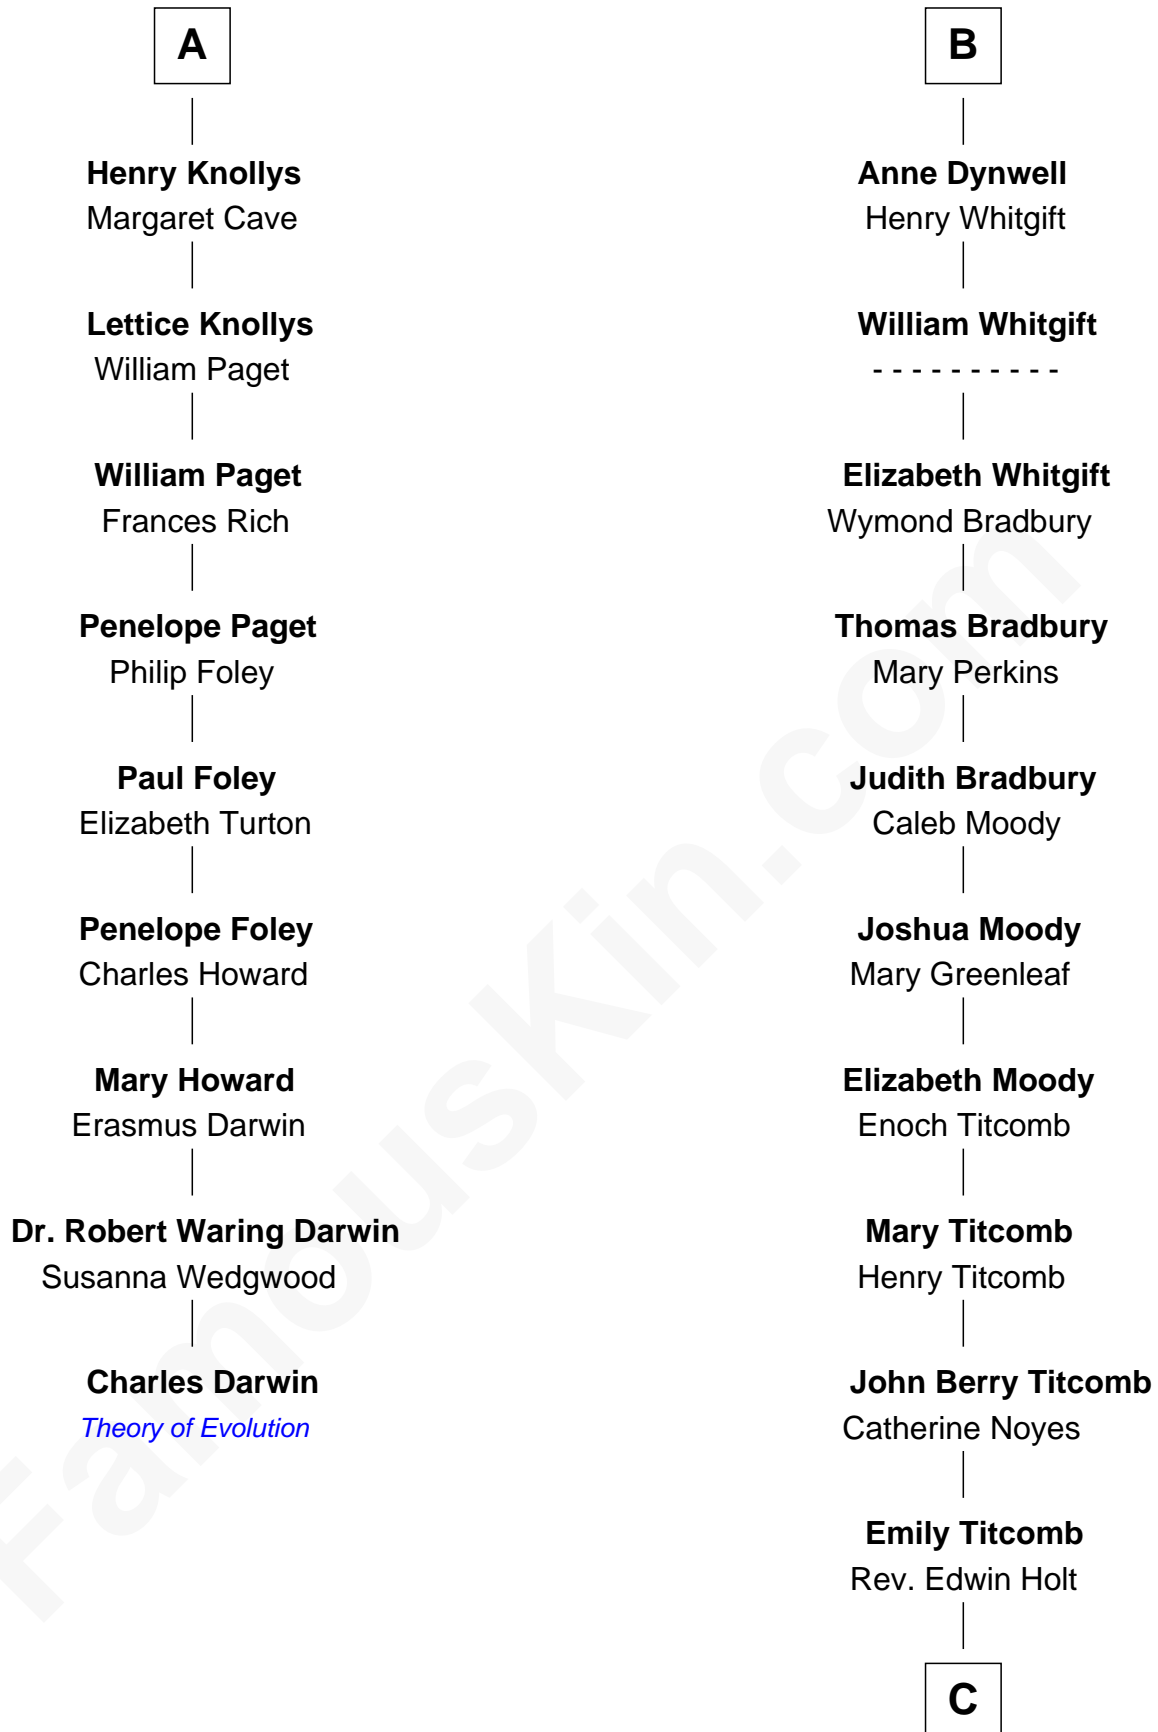 A
Henry Knollys
Margaret Cave
Lettice Knollys
William Paget
William Paget
Frances Rich
Penelope Paget
Philip Foley
Paul Foley
Elizabeth Turton
Penelope Foley
Charles Howard
Mary Howard
Erasmus Darwin
Dr. Robert Waring Darwin
Susanna Wedgwood
Charles Darwin
Theory of Evolution
B
Anne Dynwell
Henry Whitgift
William Whitgift
- - - - - - - - - -
Elizabeth Whitgift
Wymond Bradbury
Thomas Bradbury
Mary Perkins
Judith Bradbury
Caleb Moody
Joshua Moody
Mary Greenleaf
Elizabeth Moody
Enoch Titcomb
Mary Titcomb
Henry Titcomb
John Berry Titcomb
Catherine Noyes
Emily Titcomb
Rev. Edwin Holt
C
FamousKin.com